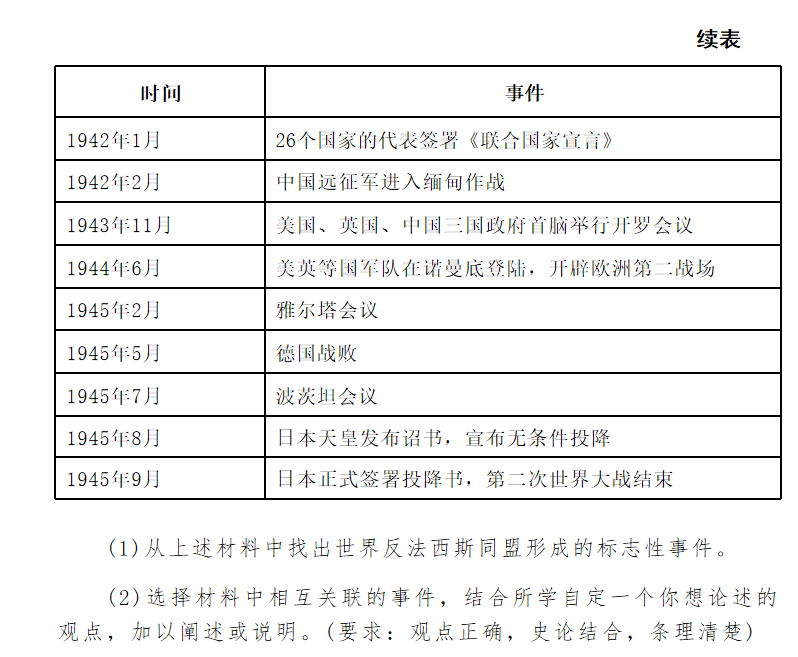 续表
时间 事件
1942年1月 26个国家的代表签署《联合国家宣言》
1942年2月 中国远征军进入缅甸作战
1943年11月 美国、英国、中国三国政府首脑举行开罗会议
1944年6月 美英等国军队在诺曼底登陆，开辟欧洲第二战场
1945年2月 雅尔塔会议
1945年5月 德国战败
1945年7月 波茨坦会议
1945年8月 日本天皇发布诏书，宣布无条件投降
1945年9月 日本正式签署投降书，第二次世界大战结束
(1)从上述材料中找出世界反法西斯同盟形成的标志性事件。
(2)选择材料中相互关联的事件，结合所学自定一个你想论述的
观点，加以阐述或说明。(要求：观点正确，史论结合，条理清楚)